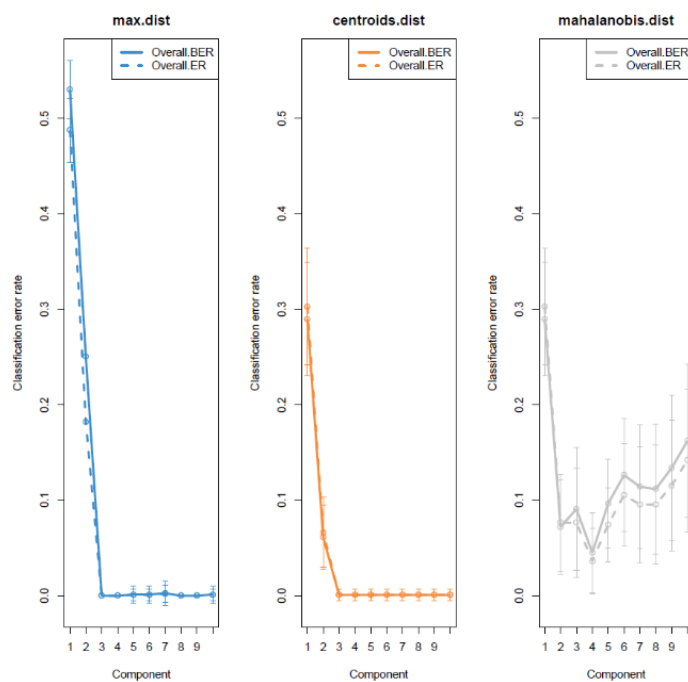 max.dist
Overall.BER
Overall.ER
Classification error rate
0.5
0.4
0.3
0.2
0.1
0.0
1 2 3 4 5 6 7 8 9
Component
centroids.dist
Overall.BER
Overall.ER
Classification error rate
0.5
0.4
0.3
0.2
0.1
0.0
1 2 3 4 5 6 7 8 9
Component
mahalanobis.dist
Overall.BER
Overall.ER
Classification error rate
0.5
0.4
0.3
0.2
0.1
0.0
1 2 3 4 5 6 7 8 9
Component